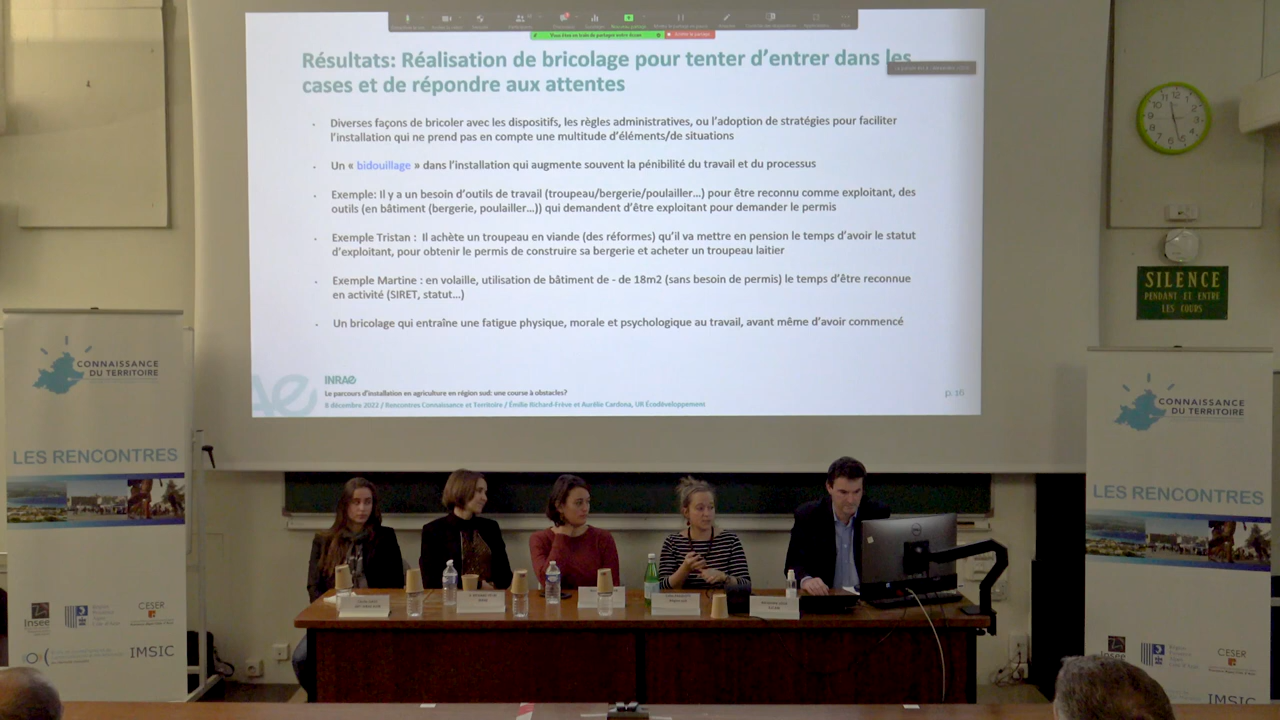 Résultats: Réalisation de bricolage pour tenter d'entrer dans les
cases et de répondre aux attentes
Diverses façons de bricoler avec les dispositifs, les règles administratives, ou l'adoption de stratégies pour faciliter
l'installation qui ne prend pas en compte une multitude d'éléments/de situations
Un « bidouillage » dans l'installation qui augmente souvent la pénibilité du travail et du processus
Exemple: Il y a un besoin d'outils de travail (troupeau/bergerie/poulailler…) pour être reconnu comme exploitant, des
outils (en bâtiment (bergerie, poulailler…)) qui demandent d'être exploitant pour demander le permis
Exemple Tristan : Il achète un troupeau en viande (des réformes) qu'il va mettre en pension le temps d'avoir le statut
d'exploitant, pour obtenir le permis de construire sa bergerie et acheter un troupeau laitier
Exemple Martine : en volaille, utilisation de bâtiment de - de 18m2 (sans besoin de permis) le temps d'être reconnue
en activité (SIRET, statut…)
Un bricolage qui entraîne une fatigue physique, morale et psychologique au travail, avant même d'avoir commencé
INRAE
Le parcours d'installation en agriculture en région sud: une course à obstacles?
8 décembre 2022 / Rencontres Connaissance et Territoire / Émilie Richard-Frève et Aurélie Cardona, UR Ecodéveloppement
p. 16
SILENCE
PENDANT ET ENTRE
LES COURS
CONNAISSANCE
DU TERRITOIRE
LES RENCONTRES
Insee
CESER
IMSIC
CONNAISSANCE
DU TERRITOIRE
LES RENCONTRES
Insee
CESER
IMSIC
DELL